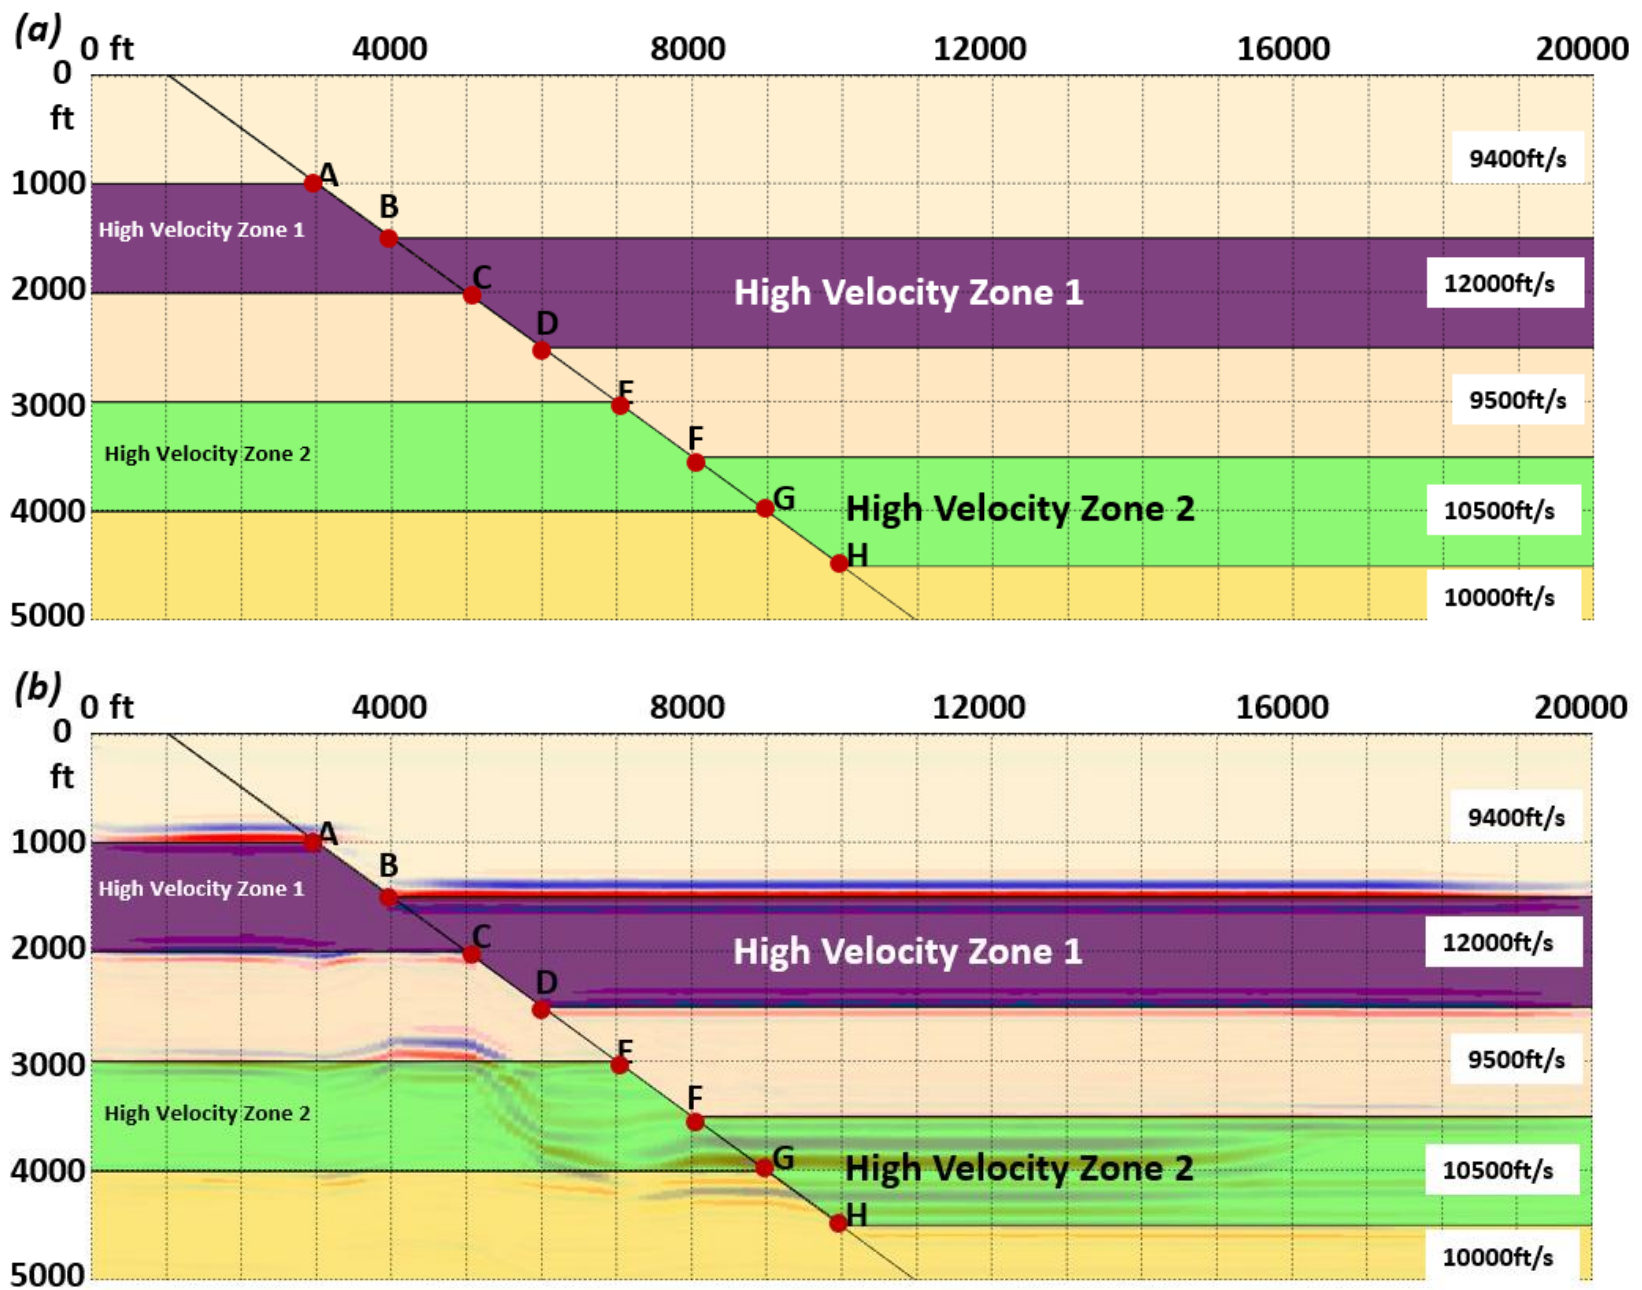 (a)
0 ft 4000 8000 12000 16000 20000
0
ft
9400ft/s
A
1000
B
High Velocity Zone 1
C
2000
High Velocity Zone 1
12000ft/s
D
E
3000
9500ft/s
F
High Velocity Zone 2
G
4000
High Velocity Zone 2
10500ft/s
H
10000ft/s
5000
(b)
0 ft 4000 8000 12000 16000 20000
0
ft
9400ft/s
A
1000
B
High Velocity Zone 1
C
2000
High Velocity Zone 1
12000ft/s
D
E
3000
9500ft/s
F
High Velocity Zone 2
G
4000
High Velocity Zone 2
10500ft/s
H
10000ft/s
5000